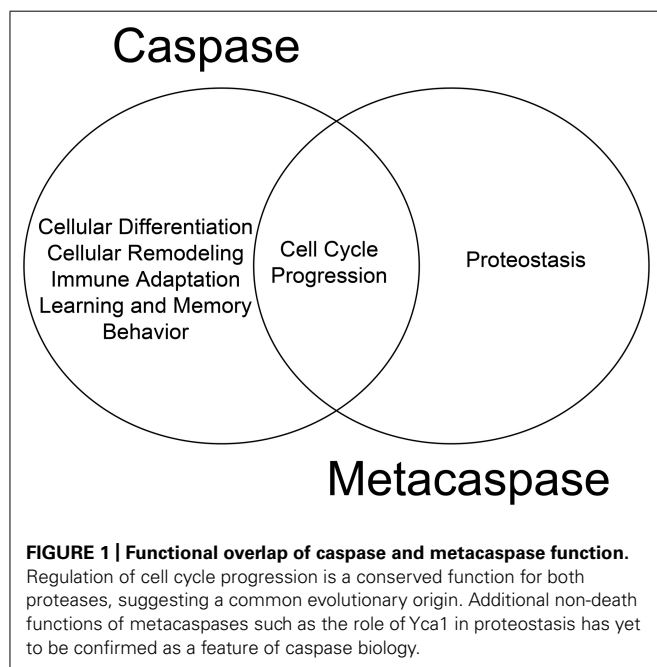 Caspase
Cellular Differentiation
Cellular Remodeling
Immune Adaptation
Learning and Memory
Behavior
Cell Cycle
Progression
Proteostasis
Metacaspase
FIGURE 1 | Functional overlap of caspase and metacaspase function.
Regulation of cell cycle progression is a conserved function for both
proteases, suggesting a common evolutionary origin. Additional non-death
functions of metacaspases such as the role of Yca1 in proteostasis has yet
to be confirmed as a feature of caspase biology.